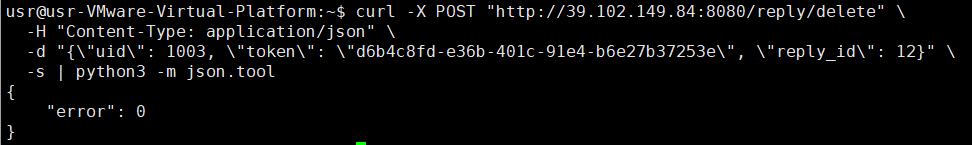 usr@usr-VMware-Virtual-Platform:~$ curl -X POST "http://39.102.149.84:8080/reply/delete" \
  -H "Content-Type: application/json" \
  -d "{\"uid\": 1003, \"token\": \"d6b4c8fd-e36b-401c-91e4-b6e27b37253e\", \"reply_id\": 12}" \
  -s | python3 -m json.tool
{
    "error": 0
}